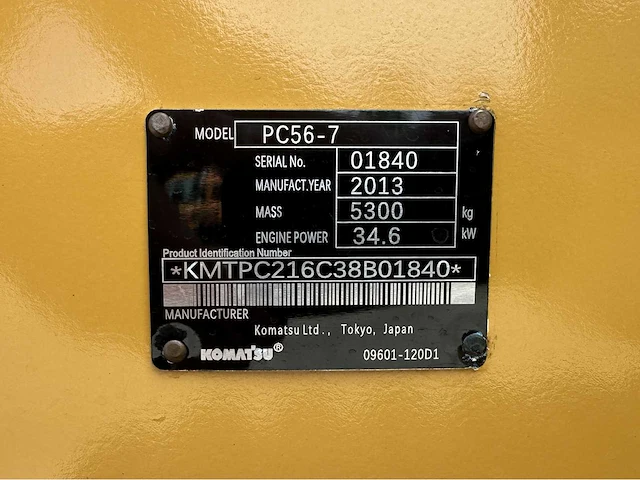 MODEL PC56-7
SERIAL No. 01840
MANUFACT.YEAR 2013
MASS 5300 kg
ENGINE POWER 34.6 kW
Product Identification Number
*KMTPC216C38B01840*
MANUFACTURER
Komatsu Ltd., Tokyo, Japan
KOMATSU® 09601-120D1